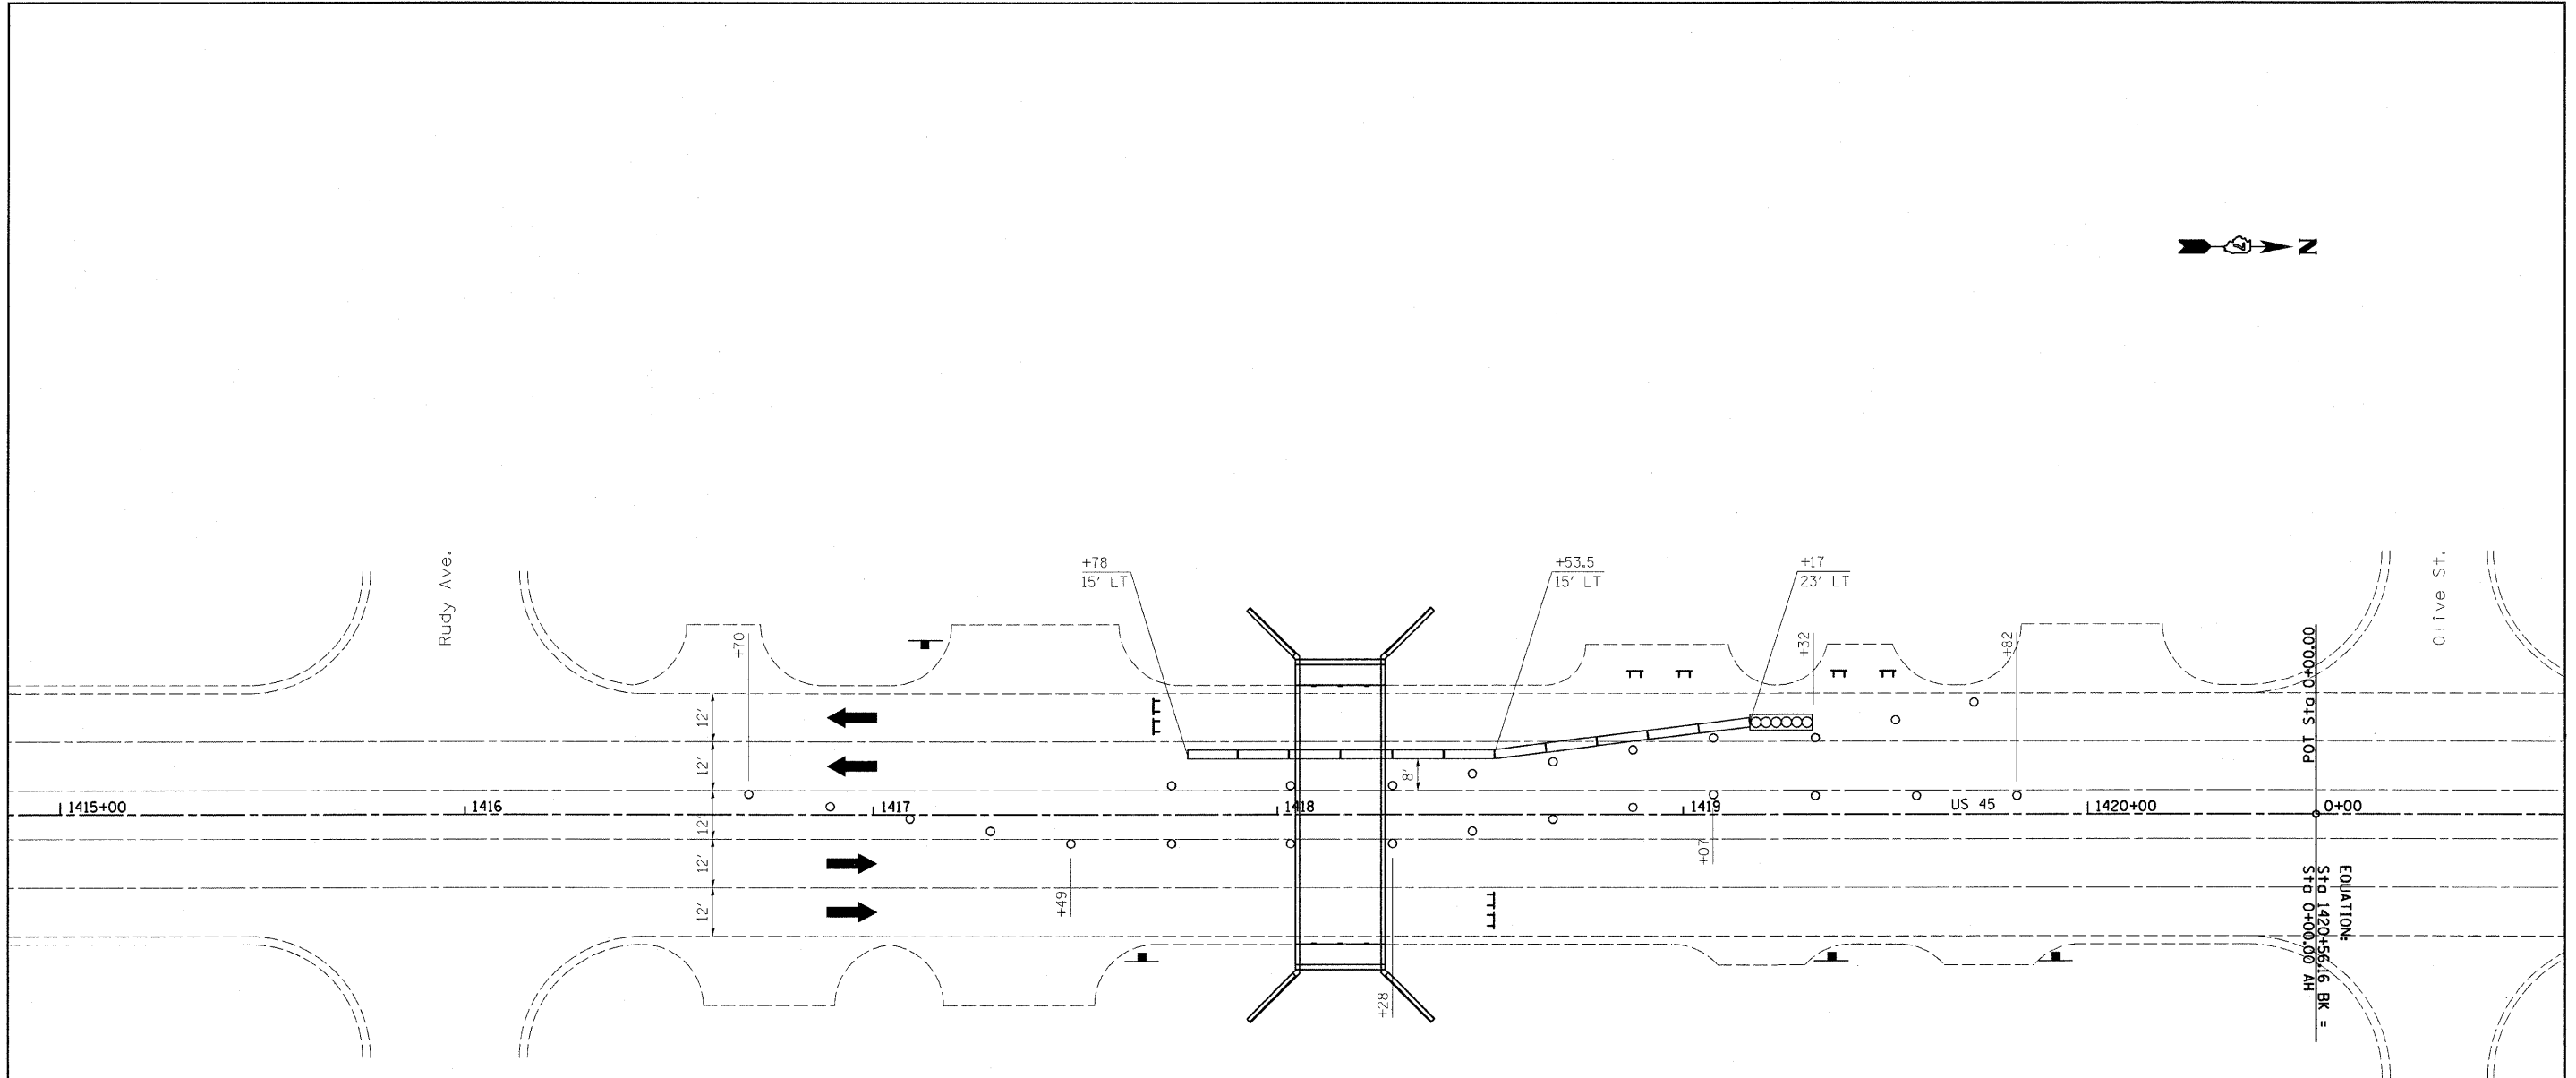 N
Rudy Ave.
+78
15' LT
+53.5
15' LT
+17
23' LT
Olive St.
+70
+32
+82
POT Sta 0+00.00
12'
12'
12'
12'
12'
8'
1415+00
1416
1417
1418
1419
US 45
1420+00
0+00
+49
+28
+07
EQUATION:
Sta 1420+56.16 BK =
Sta 0+00.00 AH